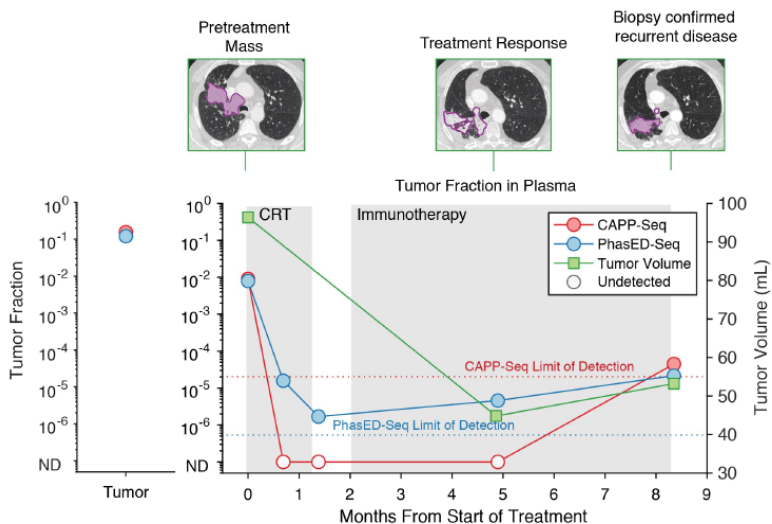 Pretreatment
Mass
Treatment Response
Biopsy confirmed
recurrent disease
Tumor Fraction in Plasma
Tumor Fraction
10^0
10^-1
10^-2
10^-3
10^-4
10^-5
10^-6
ND
Tumor
10^0
10^-1
10^-2
10^-3
10^-4
10^-5
10^-6
ND
CRT
Immunotherapy
CAPP-Seq
PhasED-Seq
Tumor Volume
Undetected
CAPP-Seq Limit of Detection
PhasED-Seq Limit of Detection
100
90
80
70
60
50
40
30
Tumor Volume (mL)
0 1 2 3 4 5 6 7 8 9
Months From Start of Treatment